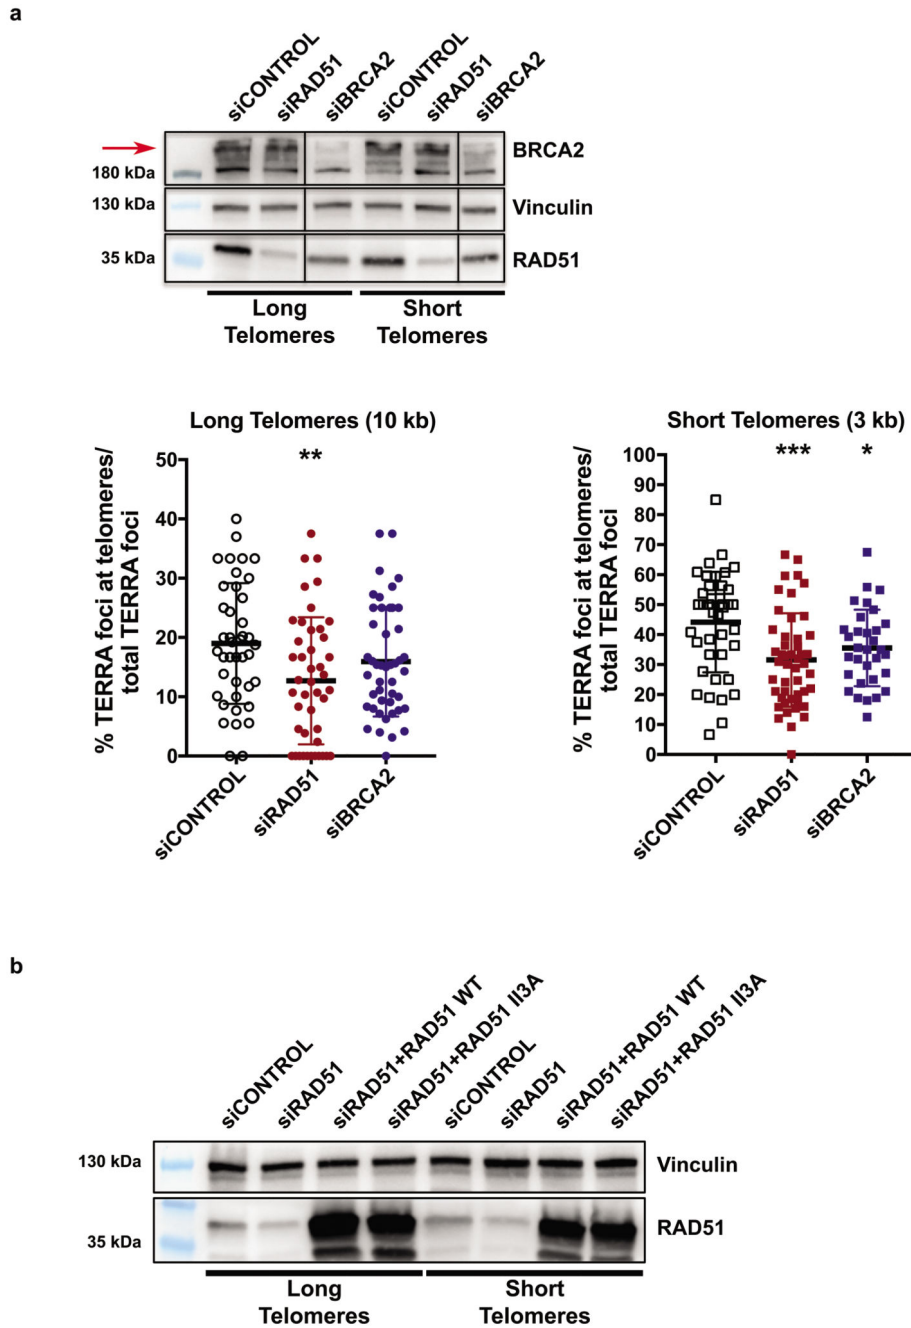 a
siCONTROL
siRAD51
siBRCA2
siCONTROL
siRAD51
siBRCA2
BRCA2
180 kDa
130 kDa
Vinculin
35 kDa
RAD51
Long
Telomeres
Short
Telomeres
Long Telomeres (10 kb)
**
% TERRA foci at telomeres/
total TERRA foci
50
40
30
20
10
0
siCONTROL
siRAD51
siBRCA2
Short Telomeres (3 kb)
***
*
% TERRA foci at telomeres/
total TERRA foci
100
90
80
70
60
50
40
30
20
10
0
siCONTROL
siRAD51
siBRCA2
b
siCONTROL
siRAD51
siRAD51+RAD51 WT
siRAD51+RAD51 II3A
siCONTROL
siRAD51
siRAD51+RAD51 WT
siRAD51+RAD51 II3A
130 kDa
Vinculin
35 kDa
RAD51
Long
Telomeres
Short
Telomeres